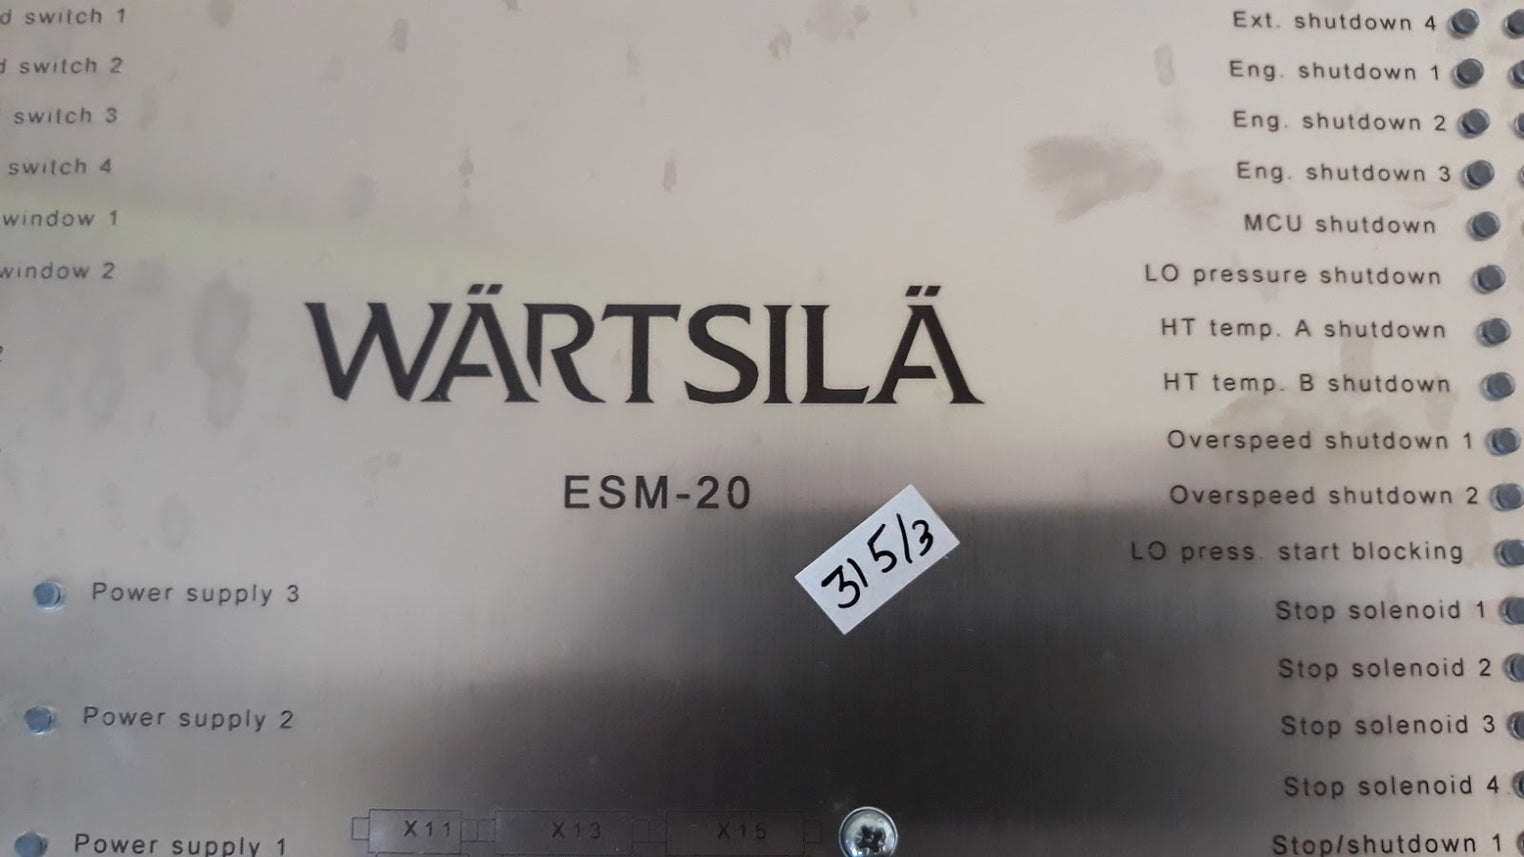 switch 1
switch 2
switch 3
switch 4
window 1
window 2
WÄRTSILÄ
ESM-20
315/3
Power supply 3
Power supply 2
Power supply 1
X11 X13 X15
Ext. shutdown 4
Eng. shutdown 1
Eng. shutdown 2
Eng. shutdown 3
MCU shutdown
LO pressure shutdown
HT temp. A shutdown
HT temp. B shutdown
Overspeed shutdown 1
Overspeed shutdown 2
LO press. start blocking
Stop solenoid 1
Stop solenoid 2
Stop solenoid 3
Stop solenoid 4
Stop/shutdown 1